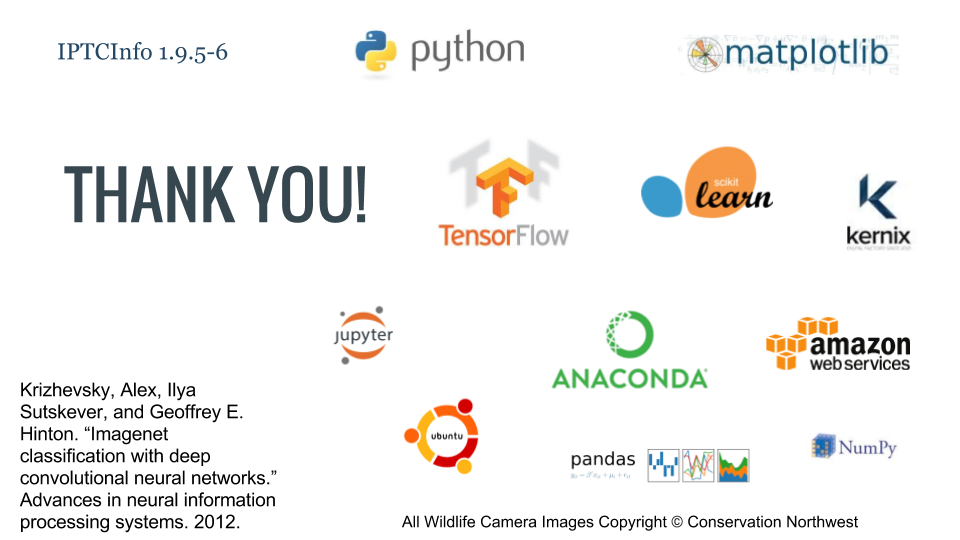 IPTCInfo 1.9.5-6
python
matplotlib
THANK YOU!
TensorFlow
scikit
learn
kernix
jupyter
ANACONDA
amazon
web services
Krizhevsky, Alex, Ilya
Sutskever, and Geoffrey E.
Hinton. “Imagenet
classification with deep
convolutional neural networks.”
Advances in neural information
processing systems. 2012.
ubuntu
pandas
NumPy
All Wildlife Camera Images Copyright © Conservation Northwest